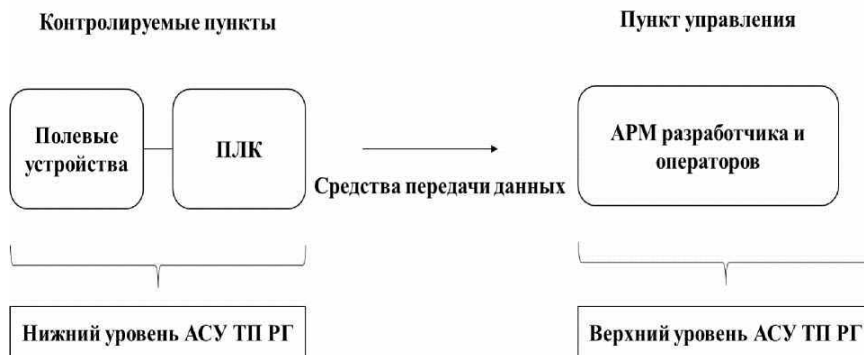 Контролируемые пункты
Пункт управления
Полевые
устройства
ПЛК
Средства передачи данных
АРМ разработчика и
операторов
Нижний уровень АСУ ТП РГ
Верхний уровень АСУ ТП РГ